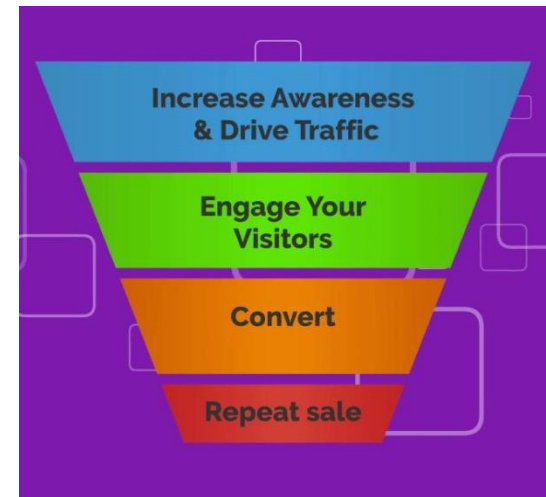 Increase Awareness
& Drive Traffic
Engage Your
Visitors
Convert
Repeat sale